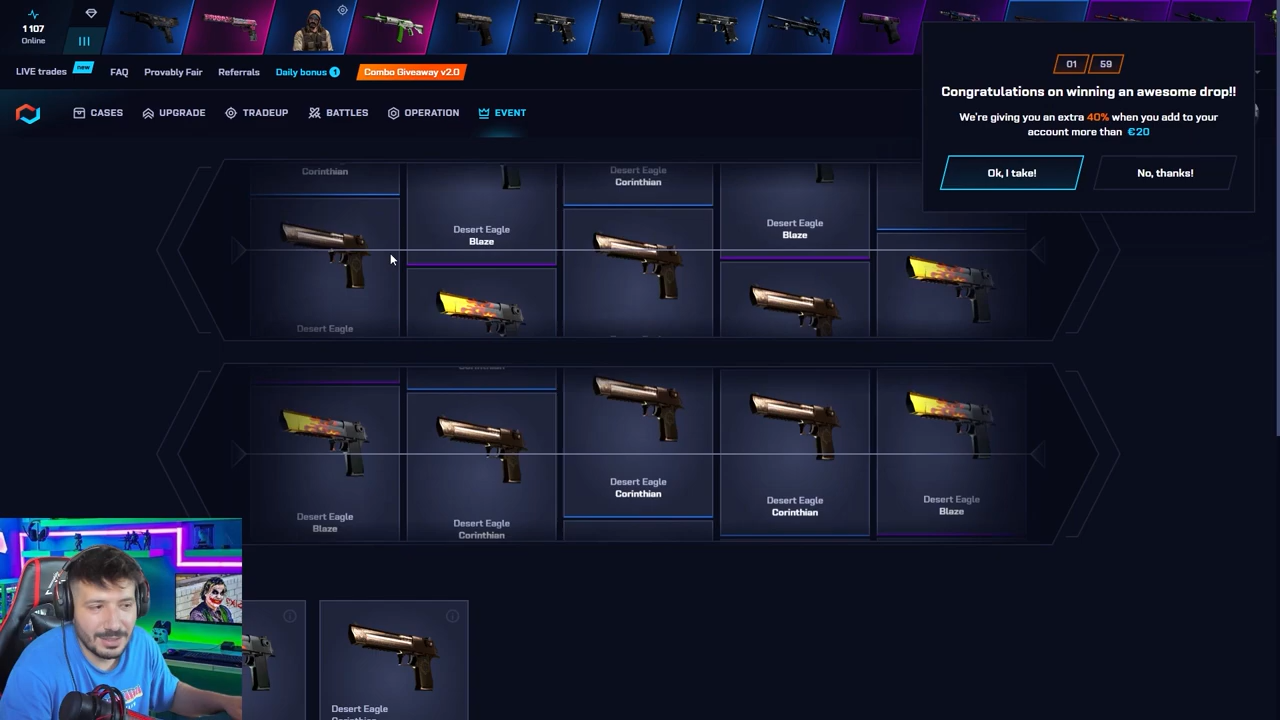 1 107
Online
LIVE trades
new
FAQ
Provably Fair
Referrals
Daily bonus 1
Combo Giveaway v2.0
CASES
UPGRADE
TRADEUP
BATTLES
OPERATION
EVENT
01 59
Congratulations on winning an awesome drop!!
We're giving you an extra 40% when you add to your
account more than €20
Ok, I take!
No, thanks!
Corinthian
Desert Eagle
Desert Eagle
Blaze
Desert Eagle
Corinthian
Desert Eagle
Blaze
Desert Eagle
Blaze
Corinthian
Desert Eagle
Corinthian
Desert Eagle
Corinthian
Desert Eagle
Corinthian
Desert Eagle
Blaze
Desert Eagle
Corinthian